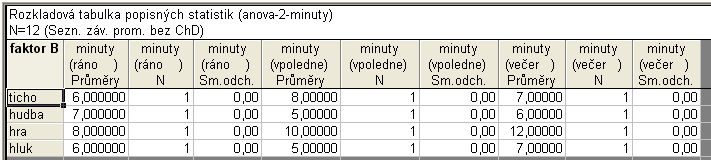 Rozkladová tabulka popisných statistik (anova-2-minuty)
N=12 (Sezn. záv. prom. bez ChD)
faktor B minuty minuty minuty minuty minuty minuty minuty minuty minuty
(ráno ) (ráno ) (ráno ) (vpoledne) (vpoledne) (vpoledne) (večer ) (večer ) (večer )
Průměry N Sm.odch. Průměry N Sm.odch. Průměry N Sm.odch.
ticho 6,000000 1 0,00 8,00000 1 0,00 7,00000 1 0,00
hudba 7,000000 1 0,00 5,00000 1 0,00 6,00000 1 0,00
hra 8,000000 1 0,00 10,00000 1 0,00 12,00000 1 0,00
hluk 6,000000 1 0,00 5,00000 1 0,00 7,00000 1 0,00